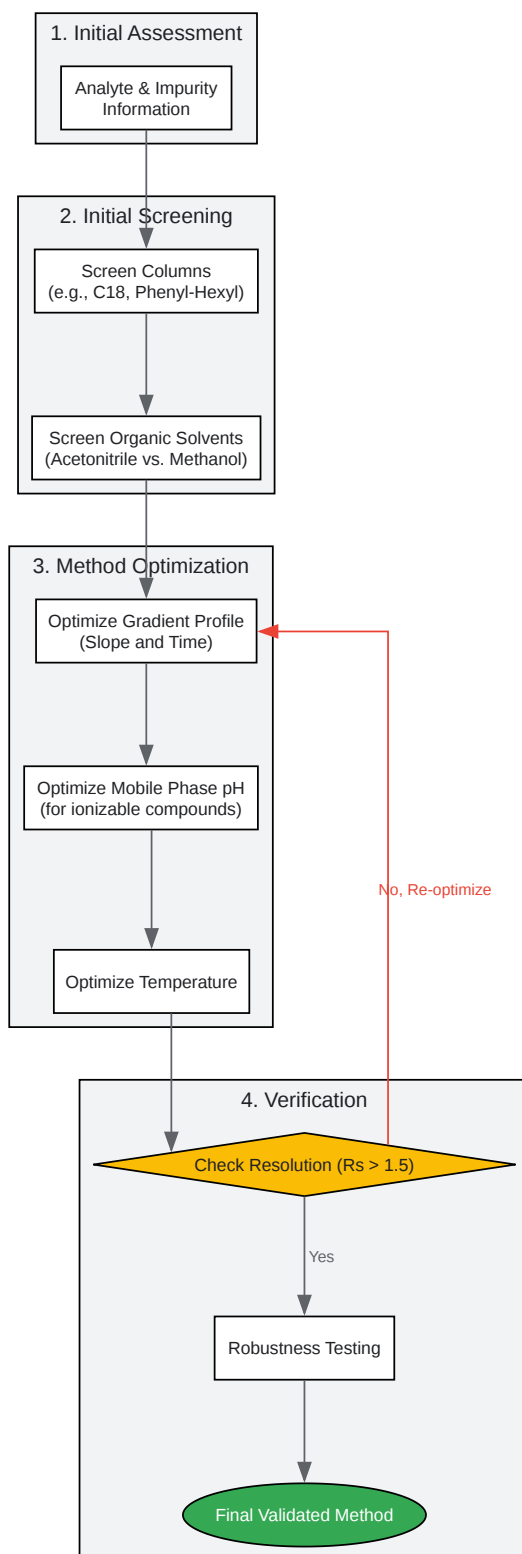 1. Initial Assessment
Analyte & Impurity
Information
2. Initial Screening
Screen Columns
(e.g., C18, Phenyl-Hexyl)
Screen Organic Solvents
(Acetonitrile vs. Methanol)
3. Method Optimization
Optimize Gradient Profile
(Slope and Time)
Optimize Mobile Phase pH
(for ionizable compounds)
No, Re-optimize
Optimize Temperature
4. Verification
Check Resolution (Rs > 1.5)
Yes
Robustness Testing
Final Validated Method